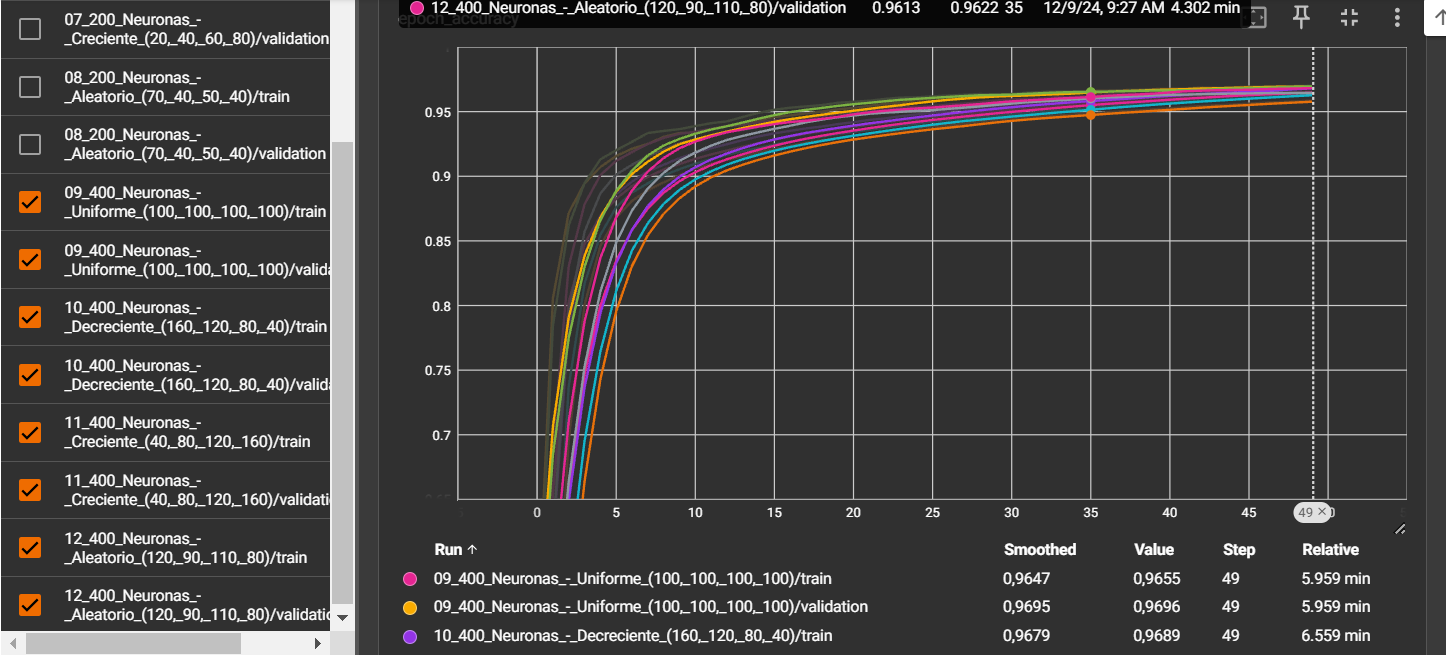 07_200_Neuronas_-
_Creciente_(20,_40,_60,_80)/validation
08_200_Neuronas_-
_Aleatorio_(70,_40,_50,_40)/train
08_200_Neuronas_-
_Aleatorio_(70,_40,_50,_40)/validation
09_400_Neuronas_-
_Uniforme_(100,_100,_100,_100)/train
09_400_Neuronas_-
_Uniforme_(100,_100,_100,_100)/valida
10_400_Neuronas_-
_Decreciente_(160,_120,_80,_40)/train
10_400_Neuronas_-
_Decreciente_(160,_120,_80,_40)/valid
11_400_Neuronas_-
_Creciente_(40,_80,_120,_160)/train
11_400_Neuronas_-
_Creciente_(40,_80,_120,_160)/validati
12_400_Neuronas_-
_Aleatorio_(120,_90,_110,_80)/train
12_400_Neuronas_-
_Aleatorio_(120,_90,_110,_80)/validatio
12_400_Neuronas_-_Aleatorio_(120,_90,_110,_80)/validation 0.9613 0.9622 35 12/9/24, 9:27 AM 4.302 min
epoch_accuracy
0.95
0.9
0.85
0.8
0.75
0.7
0.65
0 5 10 15 20 25 30 35 40 45 49 ×
Run ↑ Smoothed Value Step Relative
09_400_Neuronas_-_Uniforme_(100,_100,_100,_100)/train 0,9647 0,9655 49 5.959 min
09_400_Neuronas_-_Uniforme_(100,_100,_100,_100)/validation 0,9695 0,9696 49 5.959 min
10_400_Neuronas_-_Decreciente_(160,_120,_80,_40)/train 0,9679 0,9689 49 6.559 min